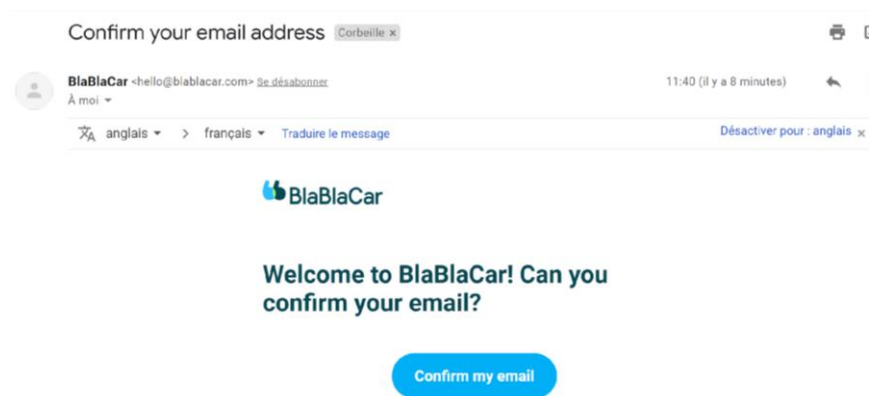 Confirm your email address Corbeille ×
BlaBlaCar <hello@blablacar.com> Se désabonner 11:40 (il y a 8 minutes)
À moi
anglais > français Traduire le message Désactiver pour : anglais ×
BlaBlaCar
Welcome to BlaBlaCar! Can you
confirm your email?
Confirm my email